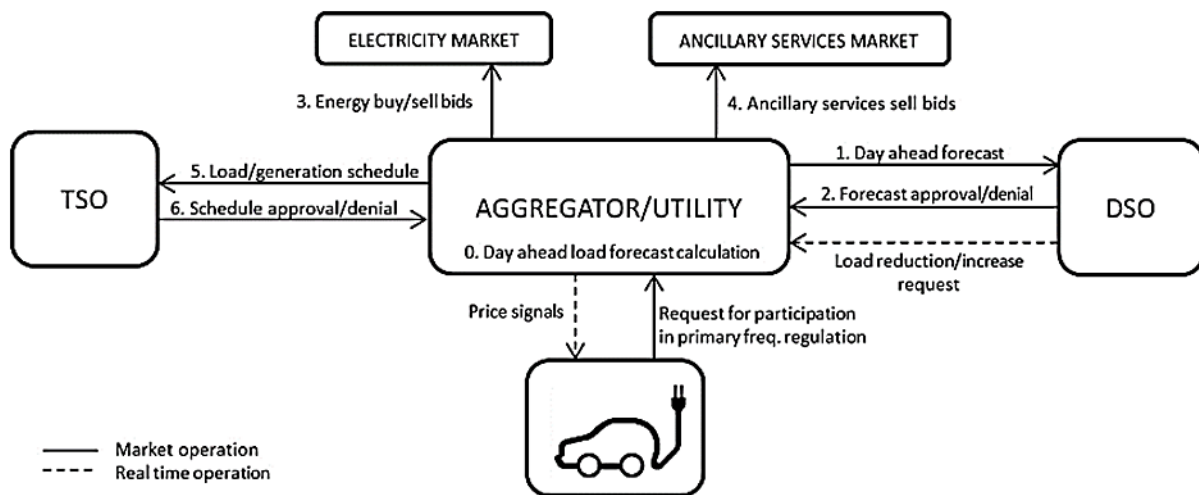 ELECTRICITY MARKET
ANCILLARY SERVICES MARKET
3. Energy buy/sell bids
4. Ancillary services sell bids
TSO
5. Load/generation schedule
6. Schedule approval/denial
AGGREGATOR/UTILITY
0. Day ahead load forecast calculation
1. Day ahead forecast
2. Forecast approval/denial
Load reduction/increase
request
DSO
Price signals
Request for participation
in primary freq. regulation
Market operation
Real time operation